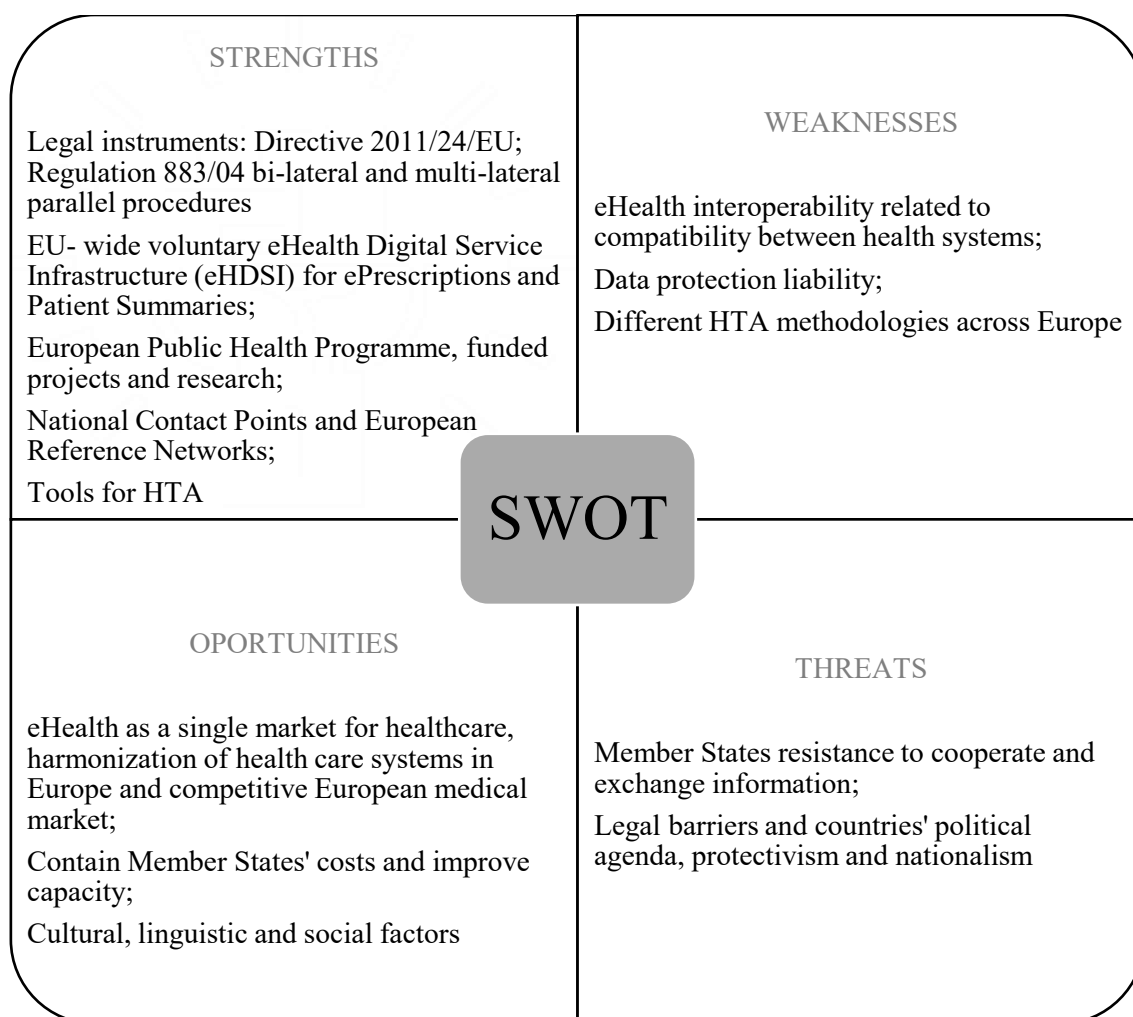 STRENGTHS
Legal instruments: Directive 2011/24/EU;
Regulation 883/04 bi-lateral and multi-lateral
parallel procedures
EU- wide voluntary eHealth Digital Service
Infrastructure (eHDSI) for ePrescriptions and
Patient Summaries;
European Public Health Programme, funded
projects and research;
National Contact Points and European
Reference Networks;
Tools for HTA
WEAKNESSES
eHealth interoperability related to
compatibility between health systems;
Data protection liability;
Different HTA methodologies across Europe
SWOT
OPORTUNITIES
eHealth as a single market for healthcare,
harmonization of health care systems in
Europe and competitive European medical
market;
Contain Member States' costs and improve
capacity;
Cultural, linguistic and social factors
THREATS
Member States resistance to cooperate and
exchange information;
Legal barriers and countries' political
agenda, protectivism and nationalism